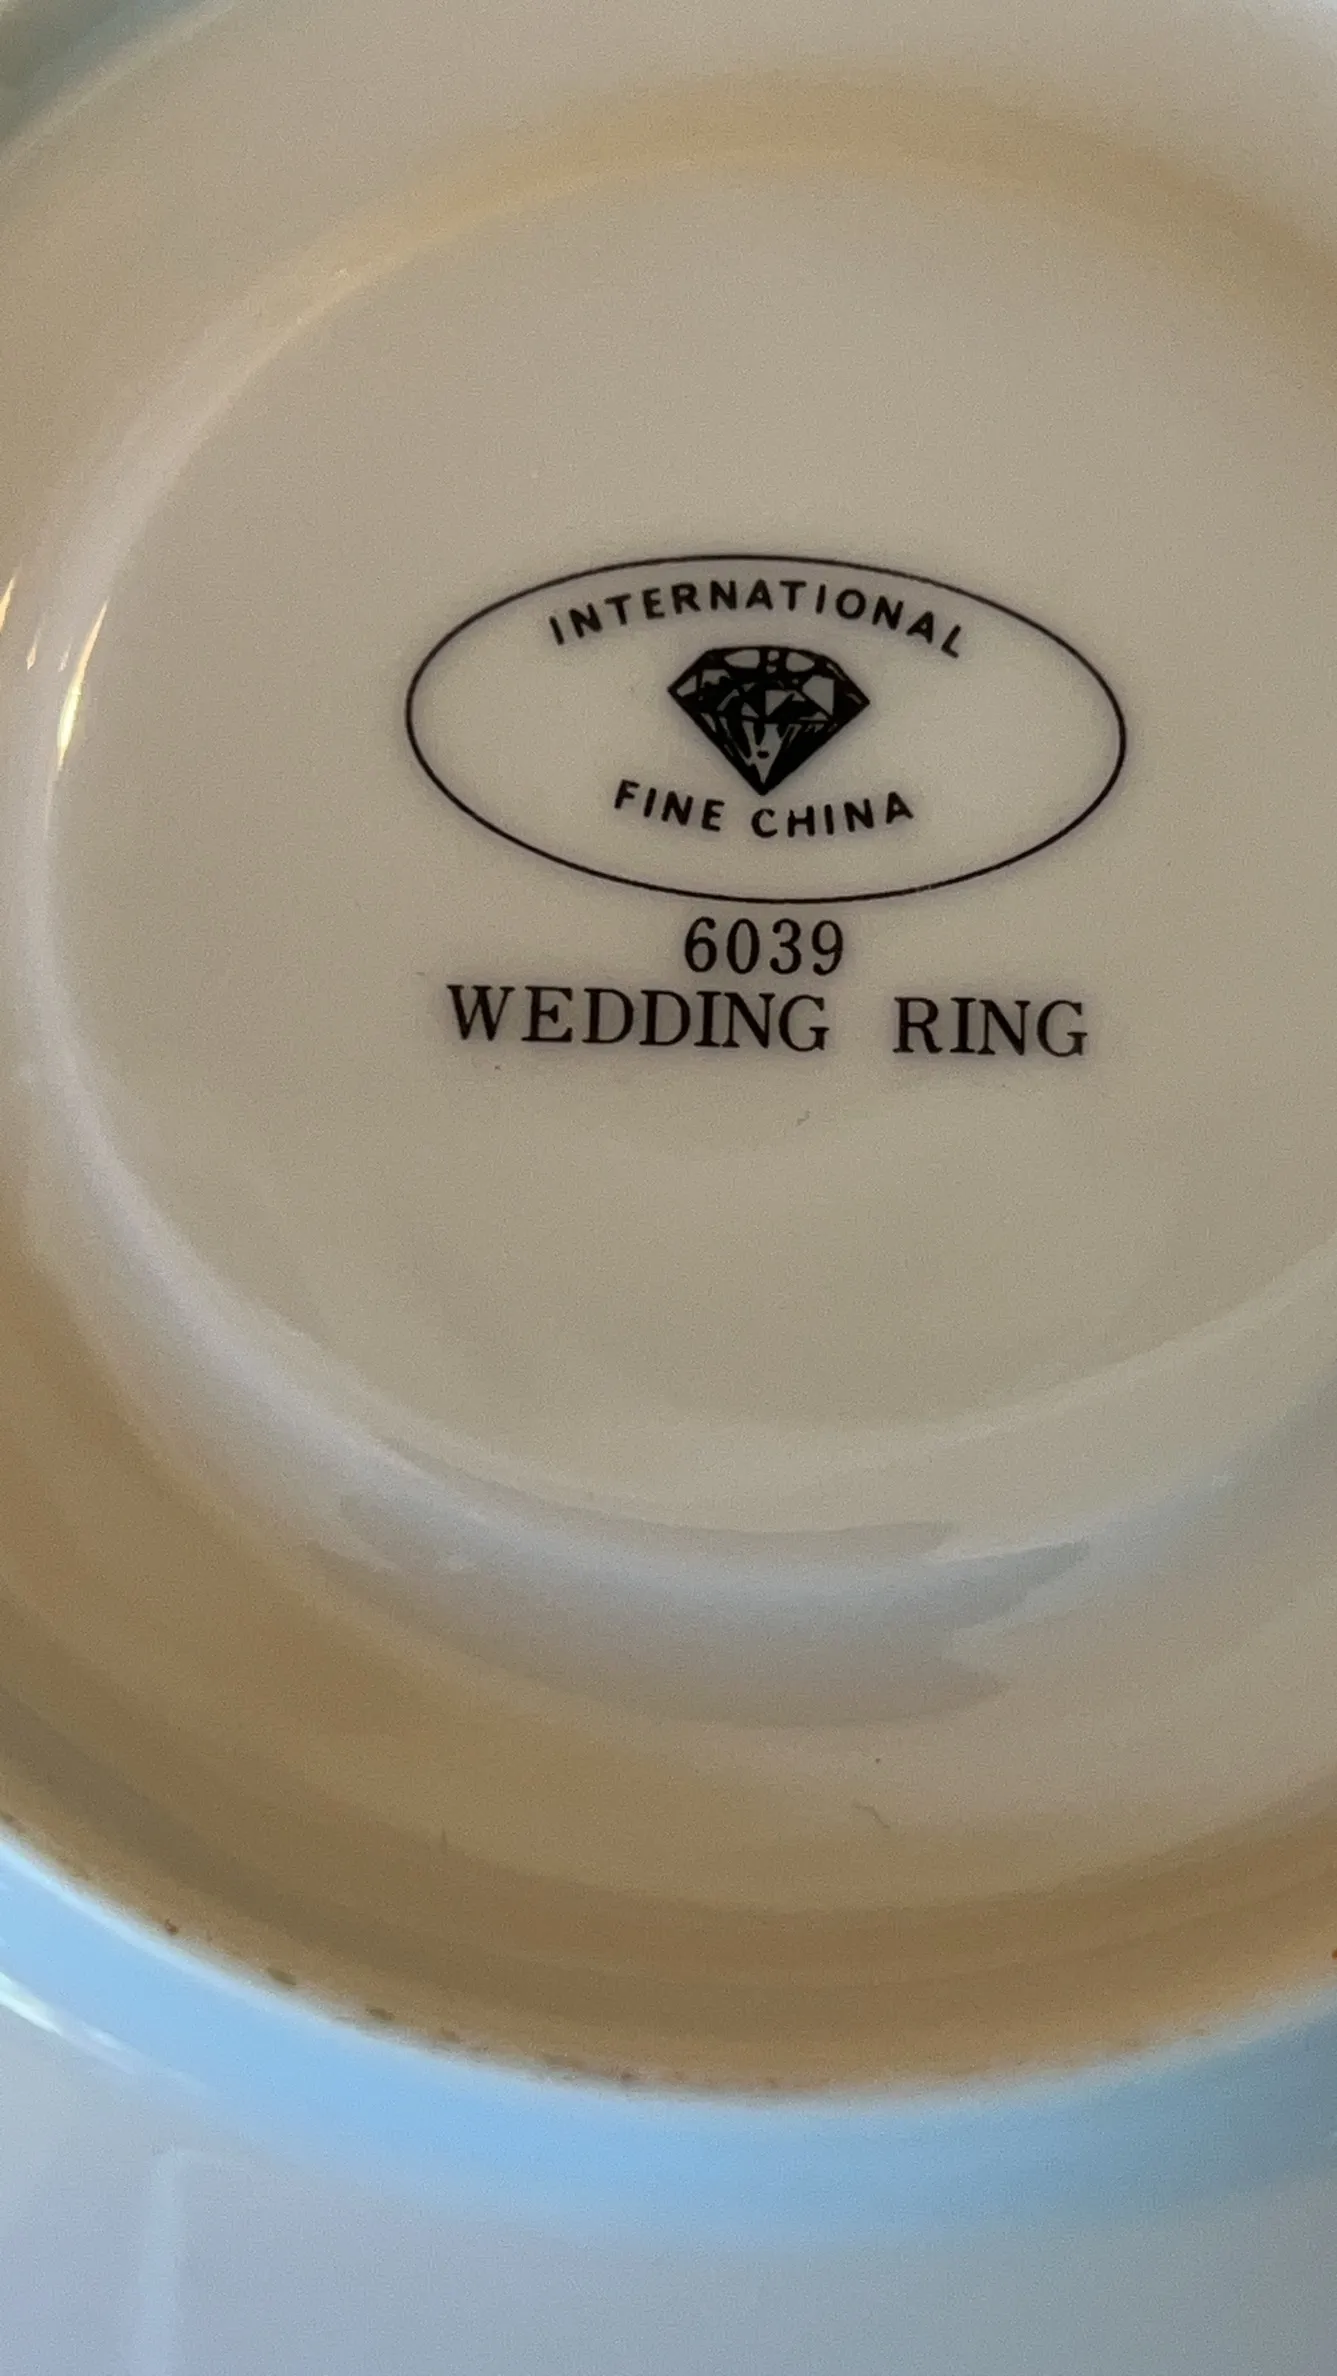 INTERNATIONAL
FINE CHINA
6039
WEDDING RING